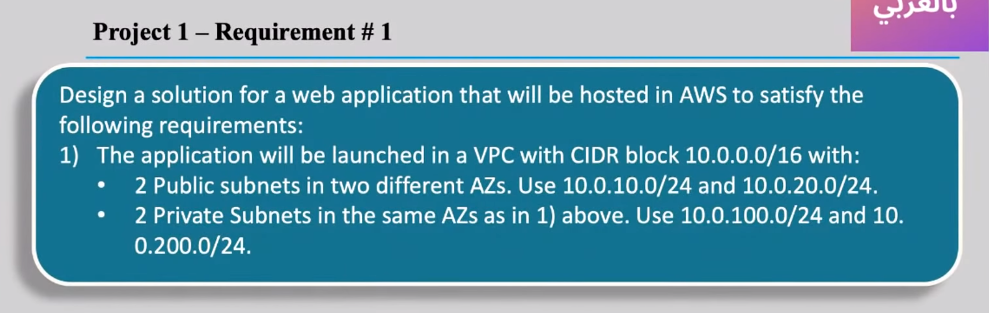 بالعربي
Project 1 – Requirement # 1
Design a solution for a web application that will be hosted in AWS to satisfy the
following requirements:
1) The application will be launched in a VPC with CIDR block 10.0.0.0/16 with:
• 2 Public subnets in two different AZs. Use 10.0.10.0/24 and 10.0.20.0/24.
• 2 Private Subnets in the same AZs as in 1) above. Use 10.0.100.0/24 and 10.
0.200.0/24.